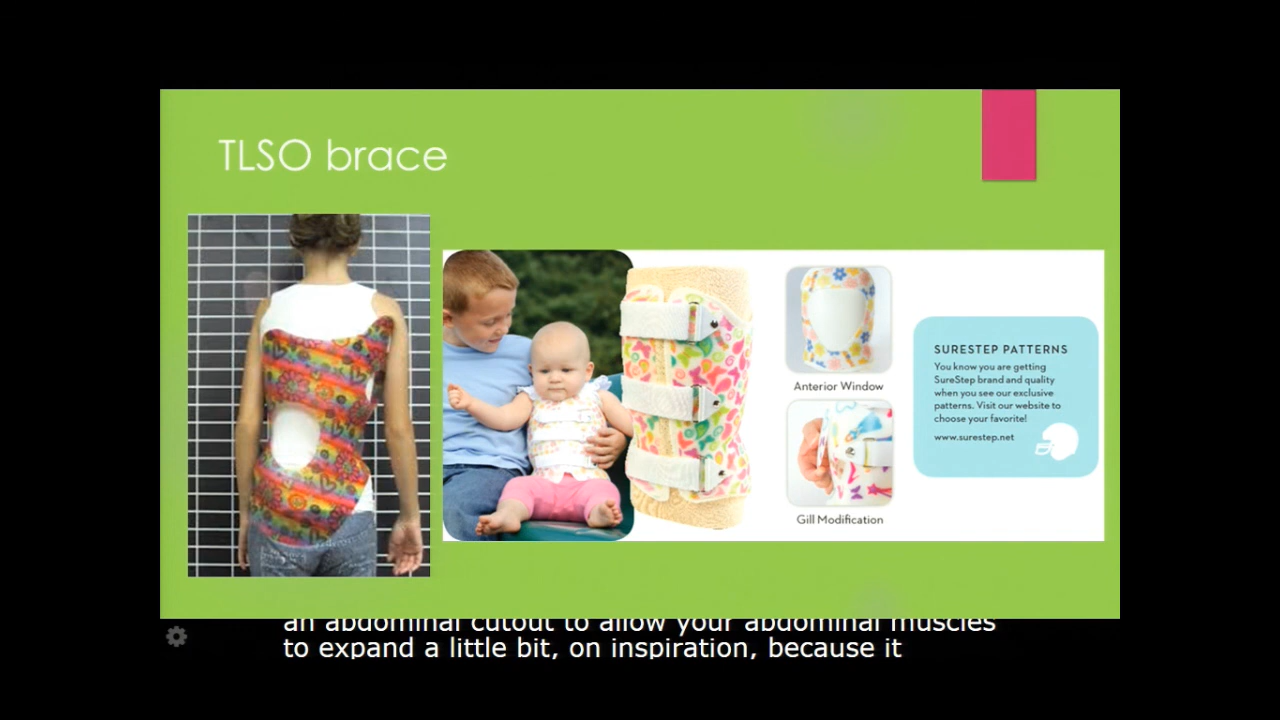 TLSO brace
Anterior Window
Gill Modification
SURESTEP PATTERNS
You know you are getting
SureStep brand and quality
when you see our exclusive
patterns. Visit our website to
choose your favorite!
www.surestep.net
an abdominal cutout to allow your abdominal muscles
to expand a little bit, on inspiration, because it